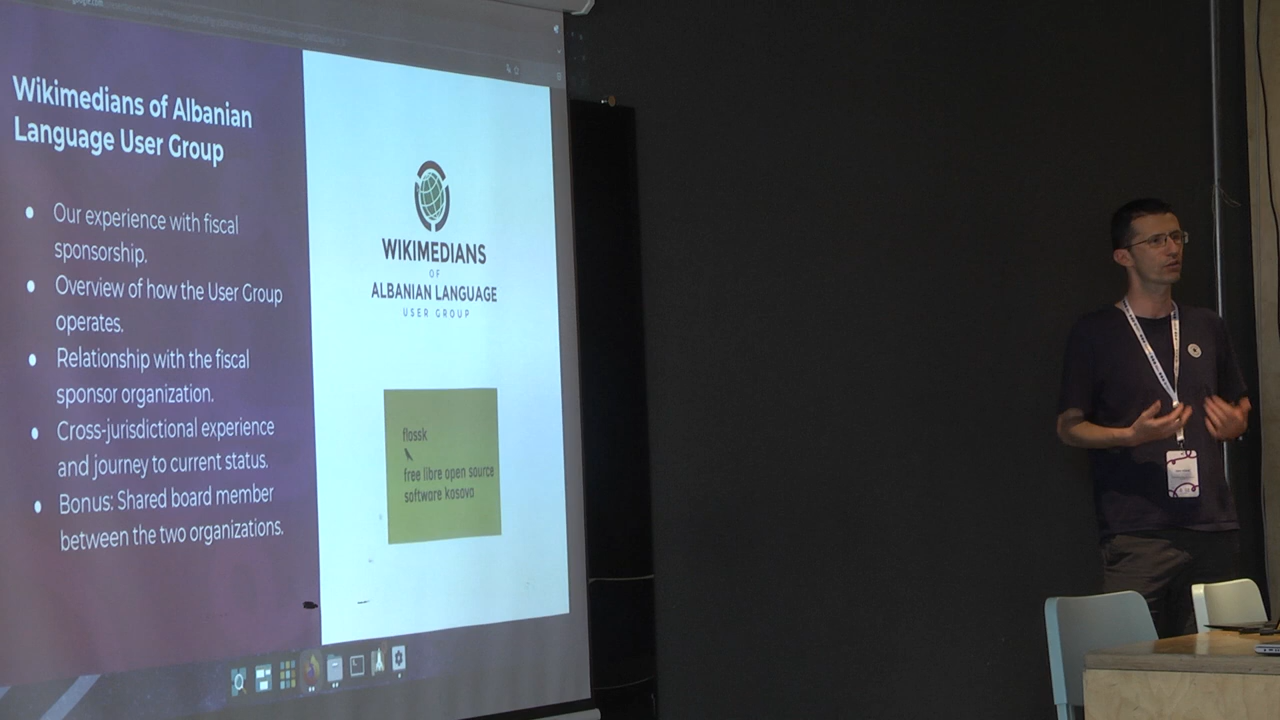 Wikimedians of Albanian
Language User Group
● Our experience with fiscal
sponsorship.
● Overview of how the User Group
operates.
● Relationship with the fiscal
sponsor organization.
● Cross-jurisdictional experience
and journey to current status.
● Bonus: Shared board member
between the two organizations.
WIKIMEDIANS
OF
ALBANIAN LANGUAGE
USER GROUP
flossk
free libre open source
software kosova